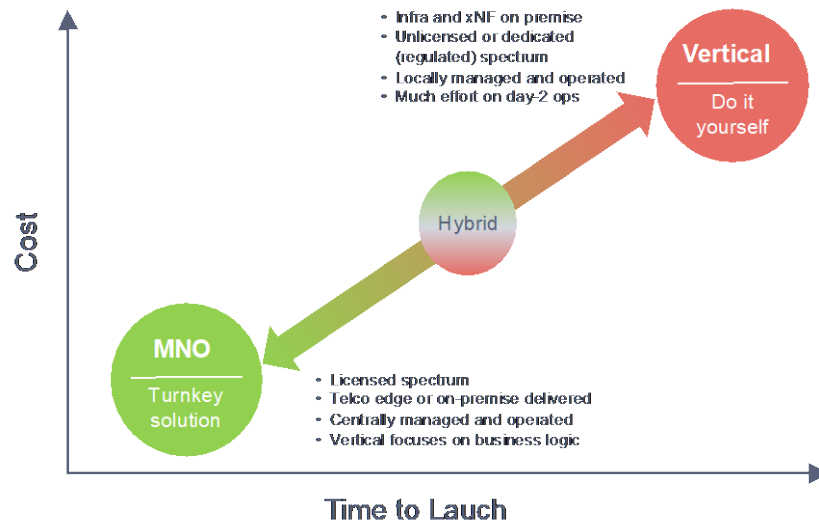 • Infra and xNF on premise
• Unlicensed or dedicated
(regulated) spectrum
• Locally managed and operated
• Much effort on day-2 ops
Vertical
Do it
yourself
Hybrid
Cost
MNO
Turnkey
solution
• Licensed spectrum
• Telco edge or on-premise delivered
• Centrally managed and operated
• Vertical focuses on business logic
Time to Lauch